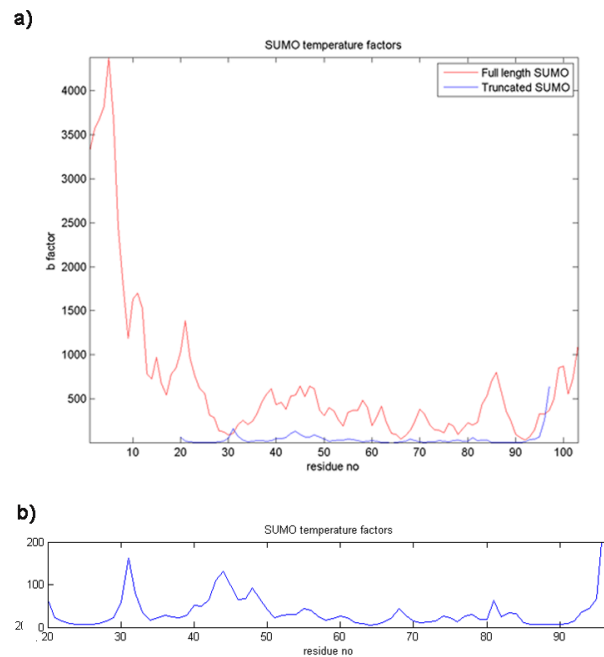 a)
SUMO temperature factors
Full length SUMO
Truncated SUMO
4000
3500
3000
2500
2000
1500
1000
500
b factor
10 20 30 40 50 60 70 80 90 100
residue no
b)
SUMO temperature factors
200
100
0
20 30 40 50 60 70 80 90
residue no